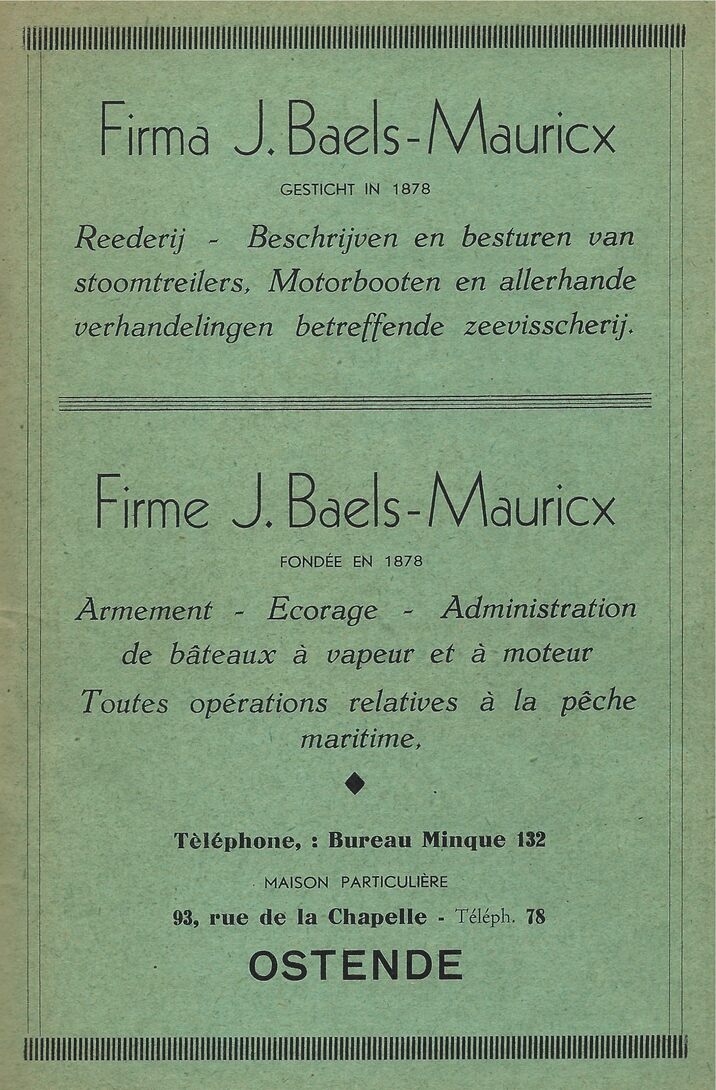 Firma J. Baels-Mauricx
GESTICHT IN 1878
Reederij - Beschrijven en besturen van
stoomtreilers, Motorbooten en allerhande
verhandelingen betreffende zeevisscherij.
Firme J. Baels-Mauricx
FONDÉE EN 1878
Armement - Ecorage - Administration
de bâteaux à vapeur et à moteur
Toutes opérations relatives à la pêche
maritime,
Tèléphone, : Bureau Minque 132
MAISON PARTICULIÈRE
93, rue de la Chapelle - Téléph. 78
OSTENDE